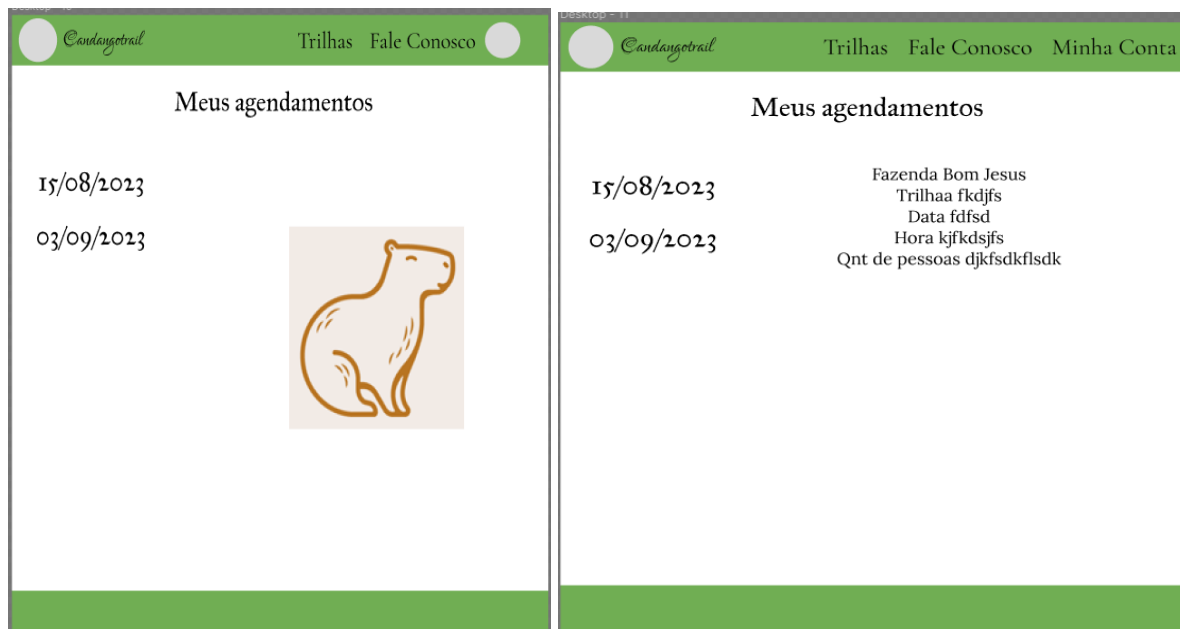 Candangotrail
Trilhas Fale Conosco
Meus agendamentos
15/08/2023
03/09/2023
Desktop - 11
Candangotrail
Trilhas Fale Conosco Minha Conta
Meus agendamentos
15/08/2023
03/09/2023
Fazenda Bom Jesus
Trilhaa fkdjfs
Data fdfsd
Hora kjfkdsjfs
Qnt de pessoas djkfsdkflsdk